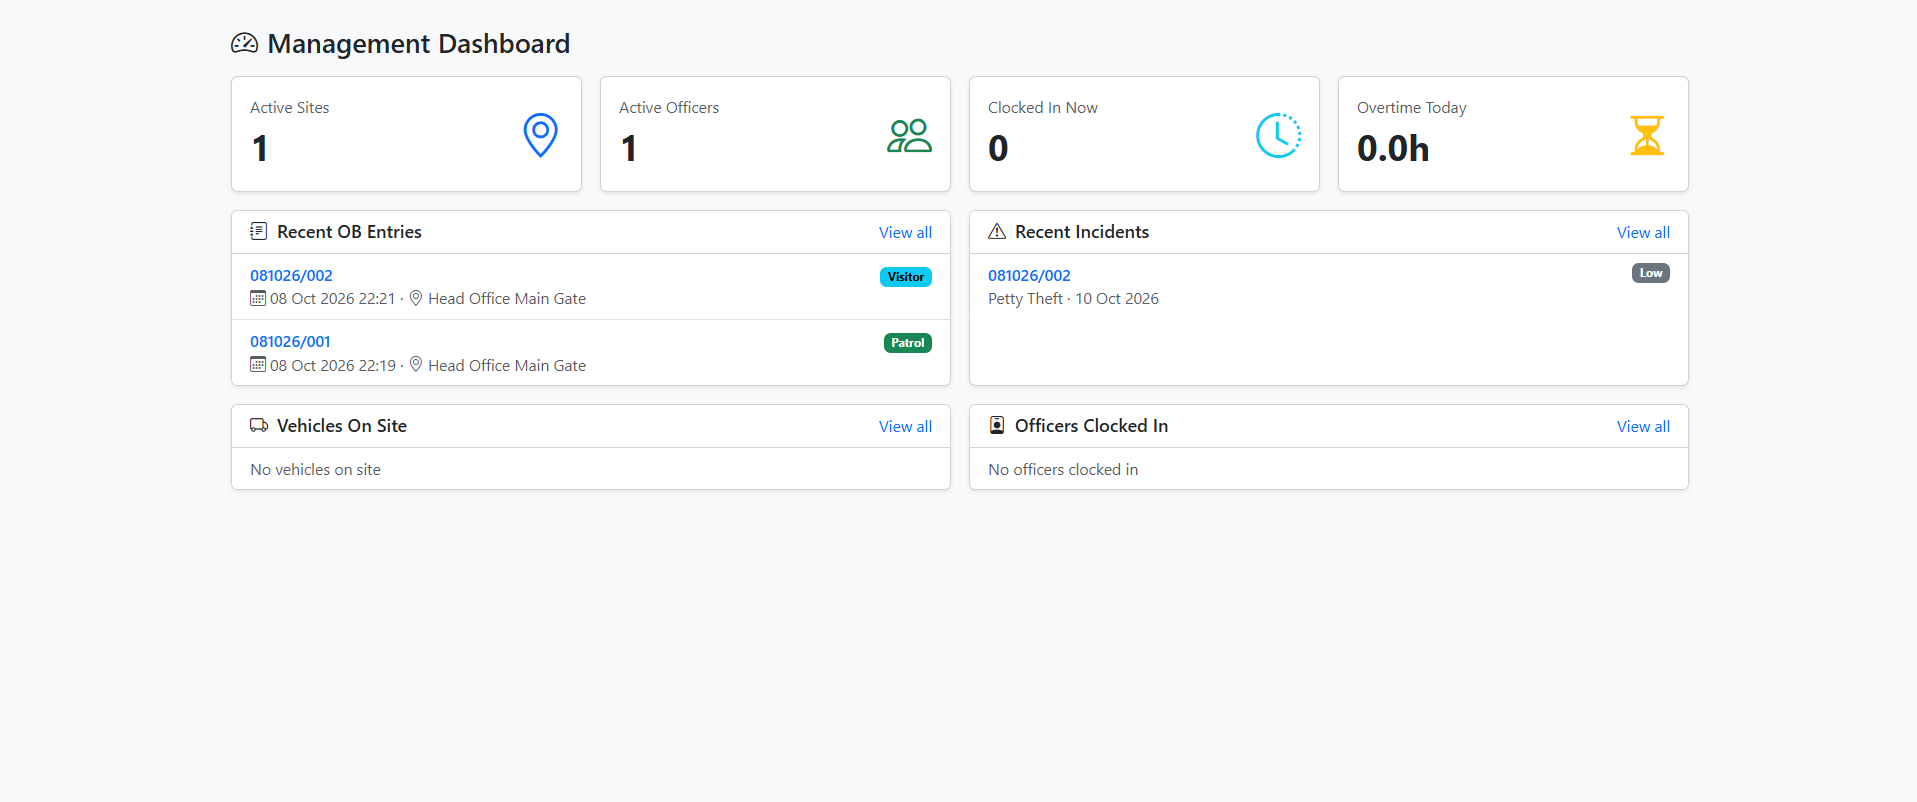 Management Dashboard
Active Sites
1
Active Officers
1
Clocked In Now
0
Overtime Today
0.0h
Recent OB Entries
View all
081026/002
Visitor
08 Oct 2026 22:21 · Head Office Main Gate
081026/001
Patrol
08 Oct 2026 22:19 · Head Office Main Gate
Recent Incidents
View all
081026/002
Low
Petty Theft · 10 Oct 2026
Vehicles On Site
View all
No vehicles on site
Officers Clocked In
View all
No officers clocked in